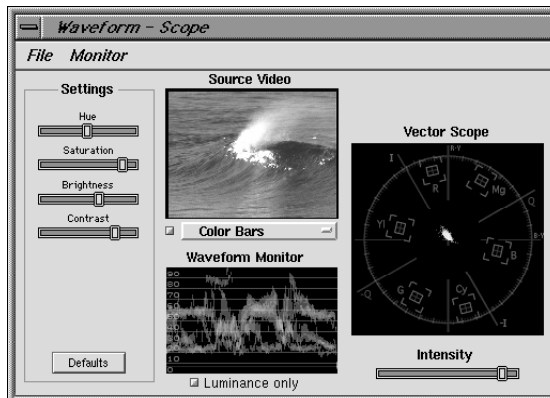 Waveform - Scope
File Monitor
Settings
Hue
Saturation
Brightness
Contrast
Defaults
Source Video
Color Bars
Waveform Monitor
90
80
70
60
50
40
30
20
10
0
Luminance only
Vector Scope
R-Y
I
R
Mg
Q
Yl
B-Y
B
G
Cy
-Q
-I
Intensity